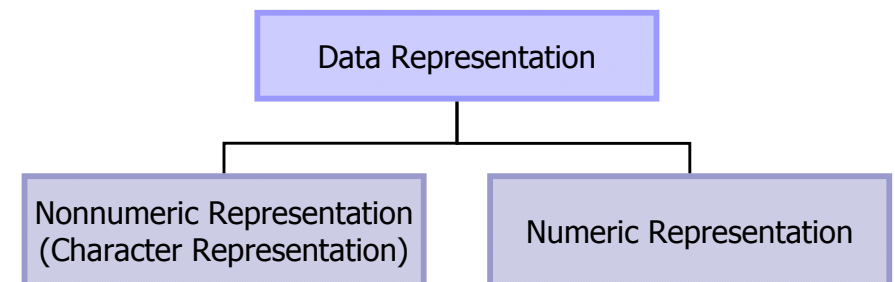 Data Representation
Nonnumeric Representation
(Character Representation)
Numeric Representation